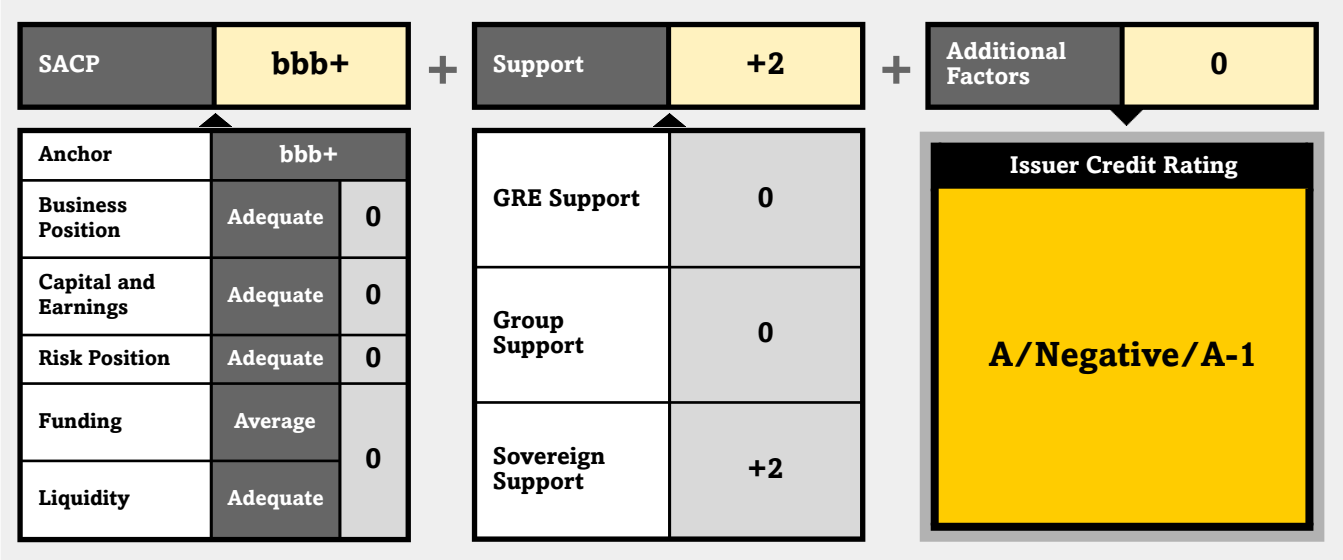 SACP
bbb+
+
Support
+2
+
Additional
Factors
0
Anchor
bbb+
Business
Position
Adequate
0
Capital and
Earnings
Adequate
0
Risk Position
Adequate
0
Funding
Average
0
Liquidity
Adequate
GRE Support
0
Group
Support
0
Sovereign
Support
+2
Issuer Credit Rating
A/Negative/A-1